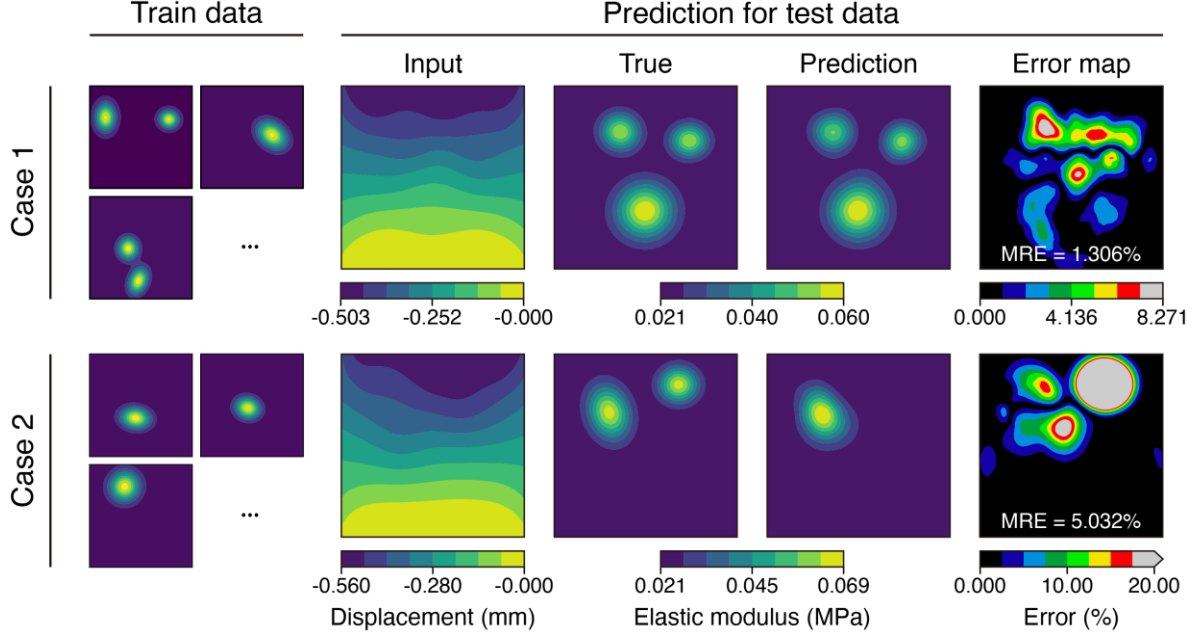 Train data
Prediction for test data
Input
True
Prediction
Error map
Case 1
...
MRE = 1.306%
-0.503
-0.252
-0.000
0.021
0.040
0.060
0.000
4.136
8.271
Case 2
...
MRE = 5.032%
-0.560
-0.280
-0.000
0.021
0.045
0.069
0.000
10.00
20.00
Displacement (mm)
Elastic modulus (MPa)
Error (%)